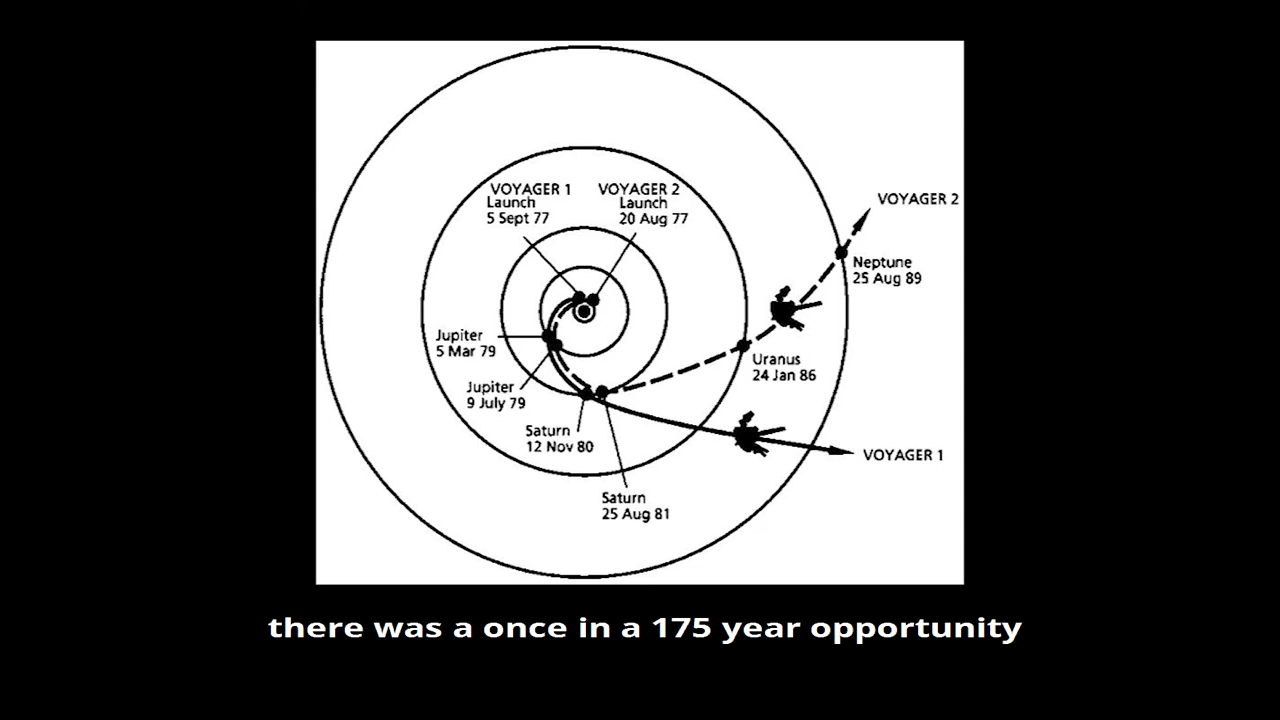 VOYAGER 1
Launch
5 Sept 77
VOYAGER 2
Launch
20 Aug 77
VOYAGER 2
Neptune
25 Aug 89
Jupiter
5 Mar 79
Uranus
24 Jan 86
Jupiter
9 July 79
Saturn
12 Nov 80
VOYAGER 1
Saturn
25 Aug 81
there was a once in a 175 year opportunity